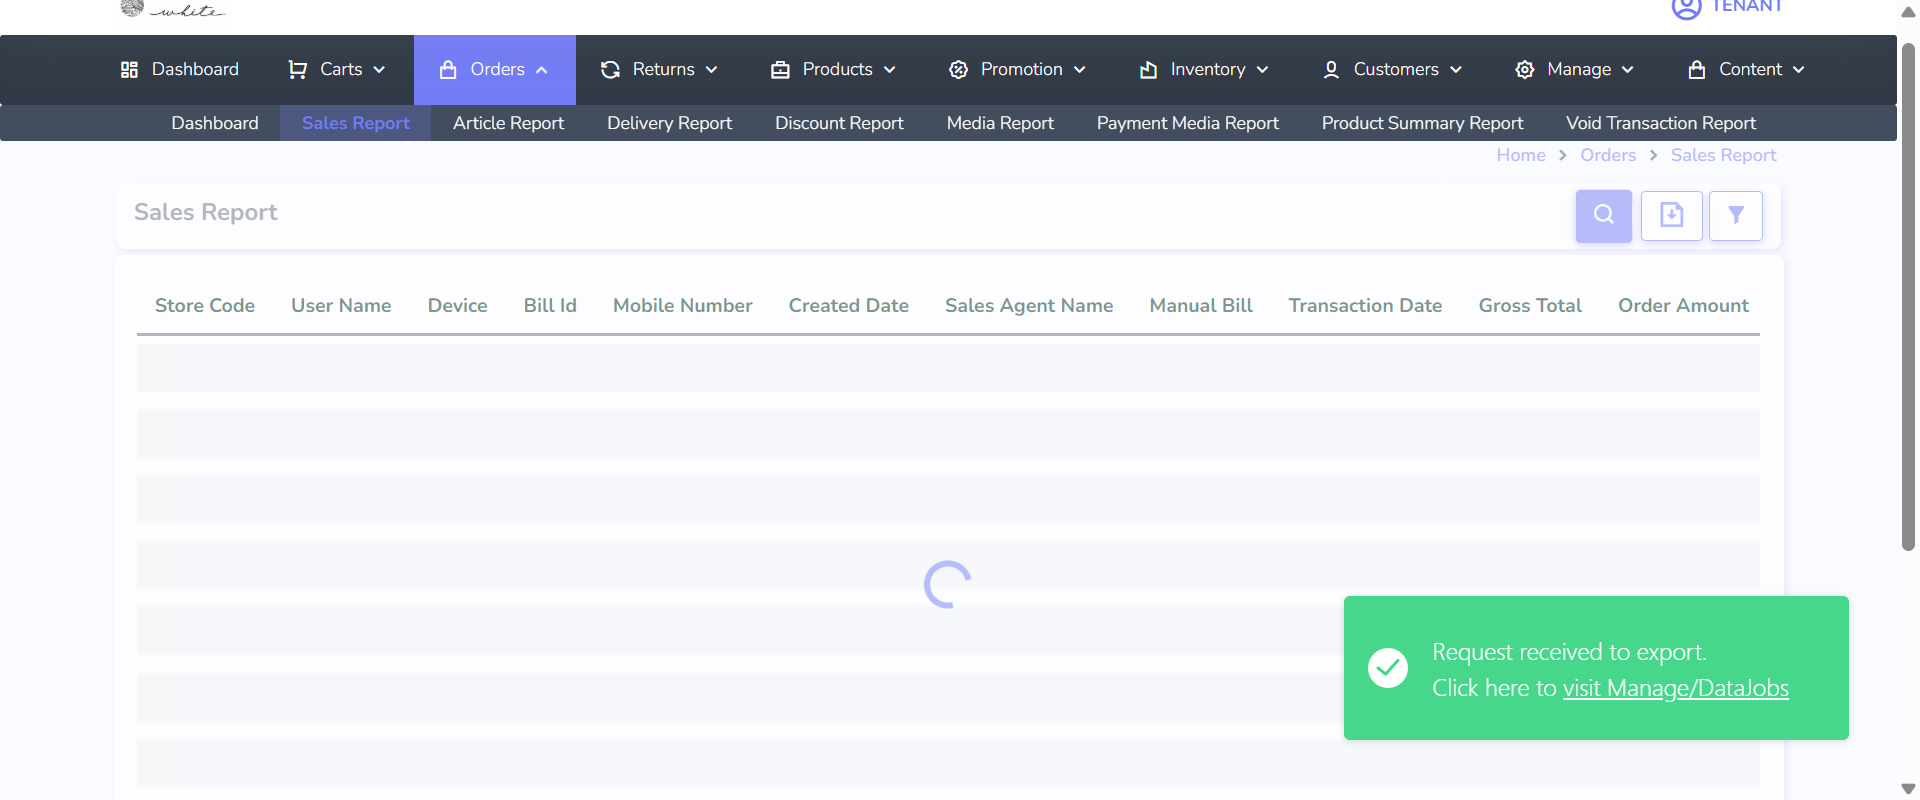 white
TENANT
Dashboard Carts Orders Returns Products Promotion Inventory Customers Manage Content
Dashboard Sales Report Article Report Delivery Report Discount Report Media Report Payment Media Report Product Summary Report Void Transaction Report
Home > Orders > Sales Report
Sales Report
Store Code User Name Device Bill Id Mobile Number Created Date Sales Agent Name Manual Bill Transaction Date Gross Total Order Amount
Request received to export.
Click here to visit Manage/DataJobs